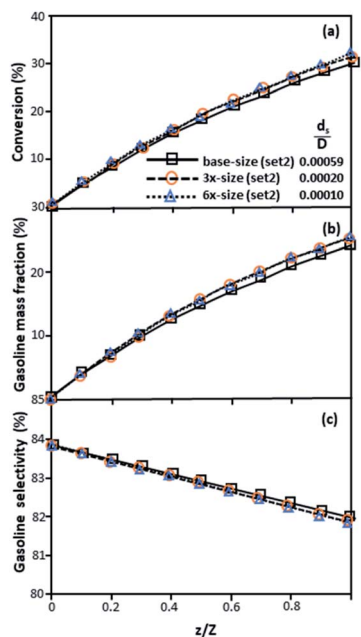 40
(a)
30
20
10
Conversion (%)
d_s
D
base-size (set2) 0.00059
3x-size (set2) 0.00020
6x-size (set2) 0.00010
30
(b)
20
10
Gasoline mass fraction (%)
85
(c)
84
83
82
81
80
Gasoline selectivity (%)
0 0.2 0.4 0.6 0.8
z/Z